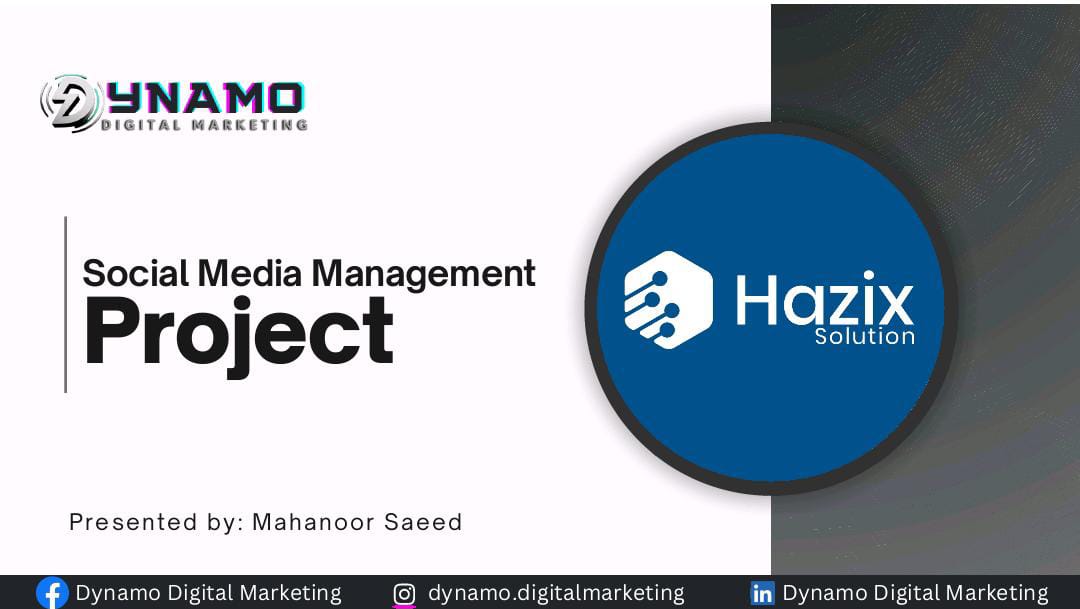 DYNAMO
DIGITAL MARKETING
Social Media Management
Project
Hazix
Solution
Presented by: Mahanoor Saeed
Dynamo Digital Marketing
dynamo.digitalmarketing
Dynamo Digital Marketing